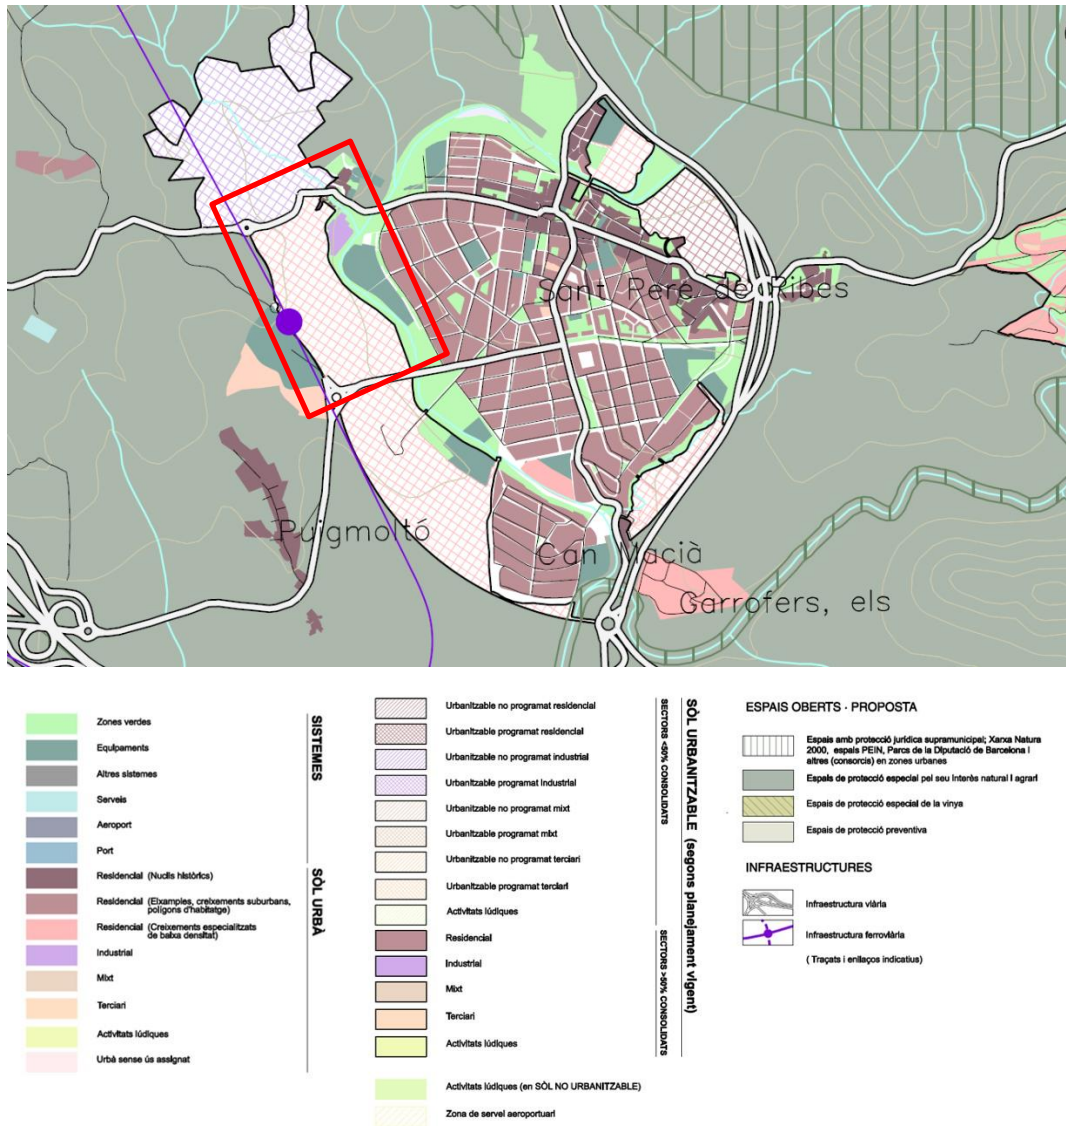 Sant Pere de Ribes
Puigmoltó
Can Macià
Garrofers, els
Zones verdes
Equipaments
Altres sistemes
Serveis
Aeroport
Port
SISTEMES
Residencial (Nuclis històrics)
Residencial (Eixamples, creixements suburbans,
polígons d'habitatge)
Residencial (Creixements especialitzats
de baixa densitat)
Industrial
Mixt
Terciari
Activitats lúdiques
Urbà sense ús assignat
SÒL URBÀ
Urbanitzable no programat residencial
Urbanitzable programat residencial
Urbanitzable no programat industrial
Urbanitzable programat industrial
Urbanitzable no programat mixt
Urbanitzable programat mixt
Urbanitzable no programat terciari
Urbanitzable programat terciari
Activitats lúdiques
SECTORS <50% CONSOLIDATS
Residencial
Industrial
Mixt
Terciari
Activitats lúdiques
SECTORS >50% CONSOLIDATS
SÒL URBANITZABLE (segons planejament vigent)
Activitats lúdiques (en SÒL NO URBANITZABLE)
Zona de servei aeroportuari
ESPAIS OBERTS · PROPOSTA
Espais amb protecció jurídica supramunicipal; Xarxa Natura
2000, espais PEIN, Parcs de la Diputació de Barcelona i
altres (consorcis) en zones urbanes
Espais de protecció especial pel seu interès natural i agrari
Espais de protecció especial de la vinya
Espais de protecció preventiva
INFRAESTRUCTURES
Infraestructura viària
Infraestructura ferroviària
( Traçats i enllaços indicatius)